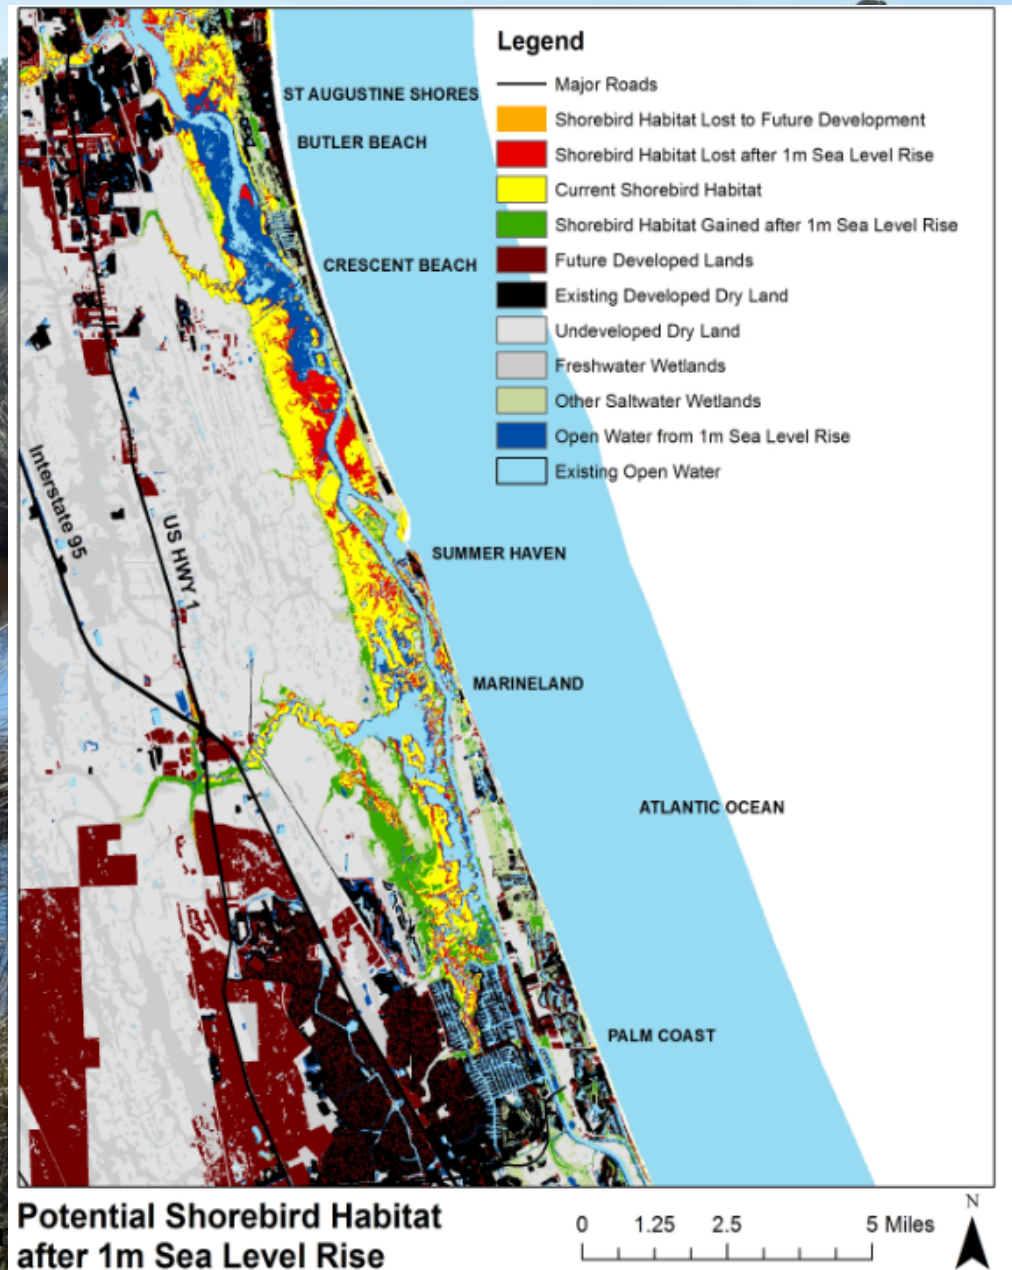 Legend
Major Roads
Shorebird Habitat Lost to Future Development
Shorebird Habitat Lost after 1m Sea Level Rise
Current Shorebird Habitat
Shorebird Habitat Gained after 1m Sea Level Rise
Future Developed Lands
Existing Developed Dry Land
Undeveloped Dry Land
Freshwater Wetlands
Other Saltwater Wetlands
Open Water from 1m Sea Level Rise
Existing Open Water
ST AUGUSTINE SHORES
BUTLER BEACH
CRESCENT BEACH
Interstate 95
US HWY 1
SUMMER HAVEN
MARINELAND
ATLANTIC OCEAN
PALM COAST
Potential Shorebird Habitat
after 1m Sea Level Rise
0 1.25 2.5 5 Miles
N